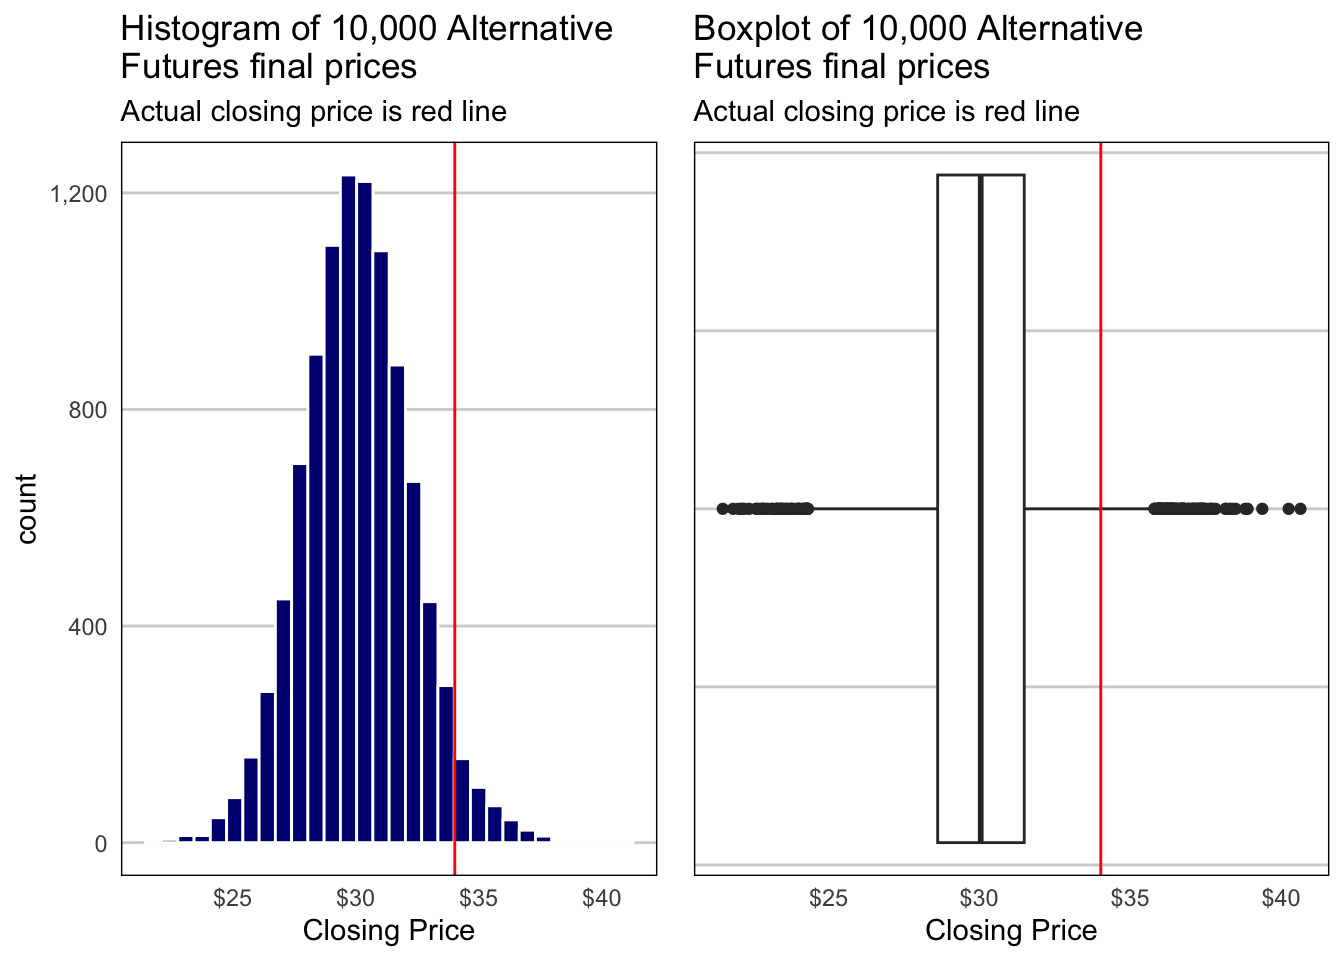 Histogram of 10,000 Alternative
Futures final prices
Actual closing price is red line
1,200
800
400
0
count
$25 $30 $35 $40
Closing Price
Boxplot of 10,000 Alternative
Futures final prices
Actual closing price is red line
$25 $30 $35 $40
Closing Price